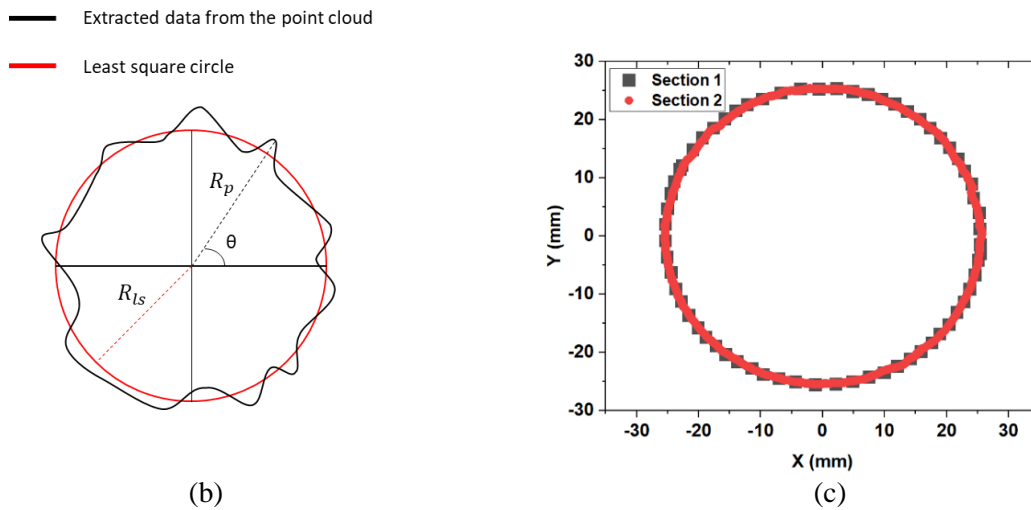 Extracted data from the point cloud
Least square circle
R_p
θ
R_ls
(b)
Section 1
Section 2
30
20
10
0
-10
-20
-30
Y (mm)
-30 -20 -10 0 10 20 30
X (mm)
(c)